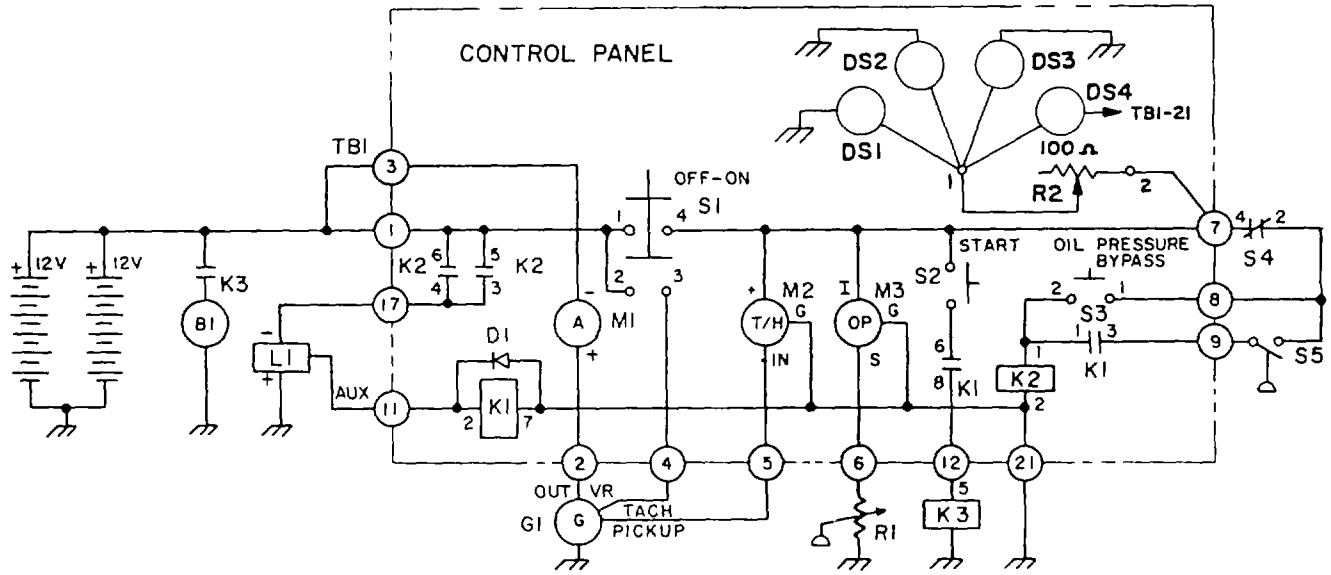 CONTROL PANEL
DS2
DS3
DS4
TB1-21
DS1
100 Ω
1
R2
2
TB1
3
OFF-ON
S1
1
1
4
7
4
2
S4
+ 12V
+ 12V
K3
K2
6
4
5
3
K2
2
3
START
S2
OIL PRESSURE
BYPASS
2
1
S3
8
B1
17
-
A
M1
+
+
M2
G
T/H
- IN
I
M3
G
OP
S
6
8
K1
1
3
K1
9
S5
-
L1
+
AUX
11
D1
2
K1
7
1
K2
2
2
4
5
6
12
21
OUT
VR
TACH
PICKUP
G1
G
R1
5
K3